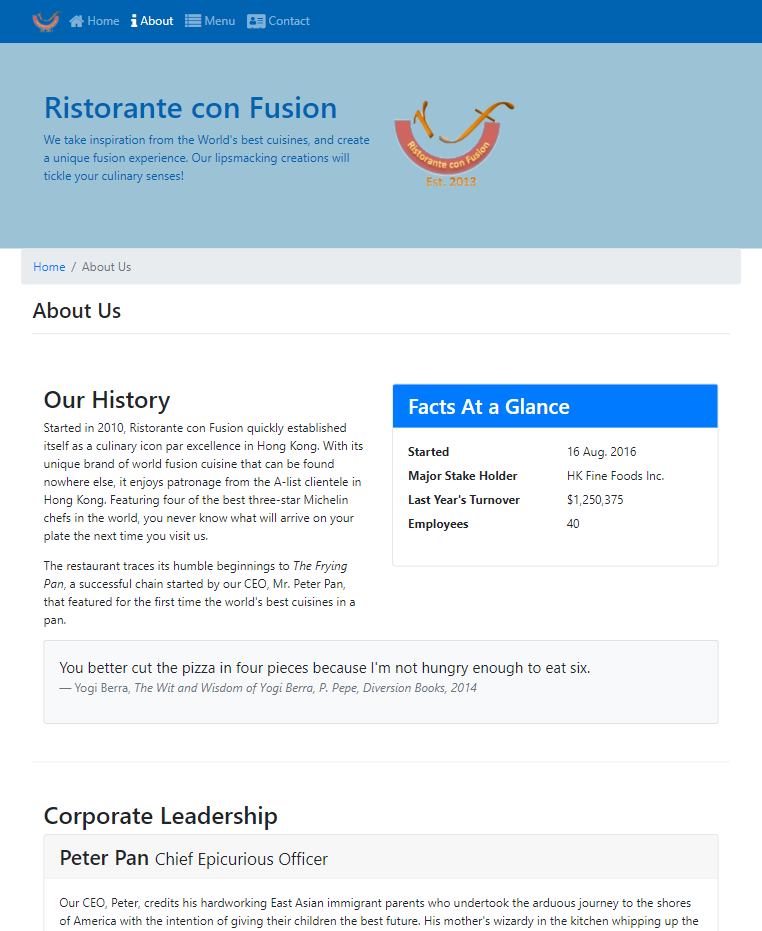 Home About Menu Contact
Ristorante con Fusion
We take inspiration from the World's best cuisines, and create
a unique fusion experience. Our lipsmacking creations will
tickle your culinary senses!
Ristorante con Fusion
Est. 2013
Home / About Us
About Us
Our History
Started in 2010, Ristorante con Fusion quickly established
itself as a culinary icon par excellence in Hong Kong. With its
unique brand of world fusion cuisine that can be found
nowhere else, it enjoys patronage from the A-list clientele in
Hong Kong. Featuring four of the best three-star Michelin
chefs in the world, you never know what will arrive on your
plate the next time you visit us.
The restaurant traces its humble beginnings to The Frying
Pan, a successful chain started by our CEO, Mr. Peter Pan,
that featured for the first time the world's best cuisines in a
pan.
Facts At a Glance
Started 16 Aug. 2016
Major Stake Holder HK Fine Foods Inc.
Last Year's Turnover $1,250,375
Employees 40
You better cut the pizza in four pieces because I'm not hungry enough to eat six.
— Yogi Berra, The Wit and Wisdom of Yogi Berra, P. Pepe, Diversion Books, 2014
Corporate Leadership
Peter Pan Chief Epicurious Officer
Our CEO, Peter, credits his hardworking East Asian immigrant parents who undertook the arduous journey to the shores
of America with the intention of giving their children the best future. His mother's wizardy in the kitchen whipping up the